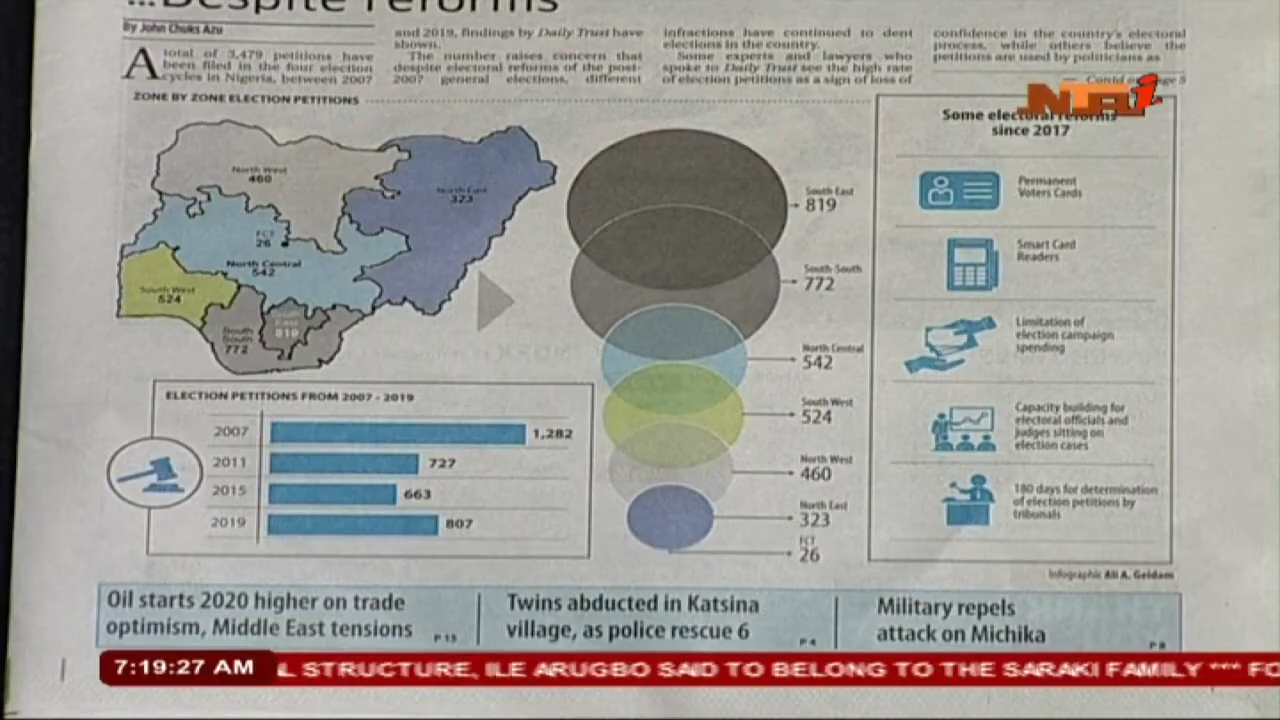 ...Despite reforms
By John Chuks Azu
A total of 3,479 petitions have
been filed in the four election
cycles in Nigeria, between 2007
and 2019, findings by Daily Trust have
shown.
The number raises concern that
despite electoral reforms of the post-
2007 general elections, different
infractions have continued to dent
elections in the country.
Some experts and lawyers who
spoke to Daily Trust see the high rate
of election petitions as a sign of loss of
confidence in the country's electoral
process, while others believe the
petitions are used by politicians as
ZONE BY ZONE ELECTION PETITIONS
North West
460
North East
323
FCT
26
North Central
542
South West
524
South
South
772
South
East
819
South East
819
South-South
772
North Central
542
South West
524
North West
460
North East
323
FCT
26
NTA i
Some electoral reforms
since 2017
Permanent
Voters Cards
Smart Card
Readers
Limitation of
election campaign
spending
Capacity building for
electoral officials and
judges sitting on
election cases
180 days for determination
of election petitions by
tribunals
Infographic Ali A. Geidam
ELECTION PETITIONS FROM 2007 - 2019
2007 1,282
2011 727
2015 663
2019 807
Oil starts 2020 higher on trade
optimism, Middle East tensions P 15
Twins abducted in Katsina
village, as police rescue 6 P 4
Military repels
attack on Michika P 8
7:19:27 AM L STRUCTURE, ILE ARUGBO SAID TO BELONG TO THE SARAKI FAMILY *** FO